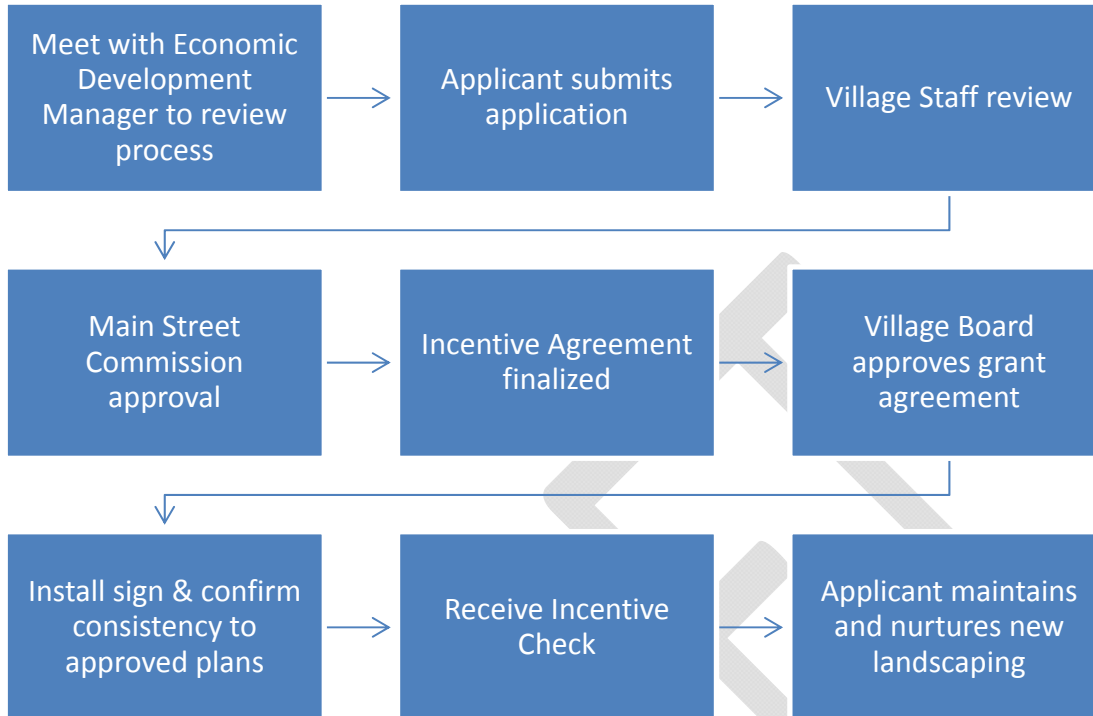 Meet with Economic
Development
Manager to review
process
Applicant submits
application
Village Staff review
Main Street
Commission
approval
Incentive Agreement
finalized
Village Board
approves grant
agreement
Install sign & confirm
consistency to
approved plans
Receive Incentive
Check
Applicant maintains
and nurtures new
landscaping